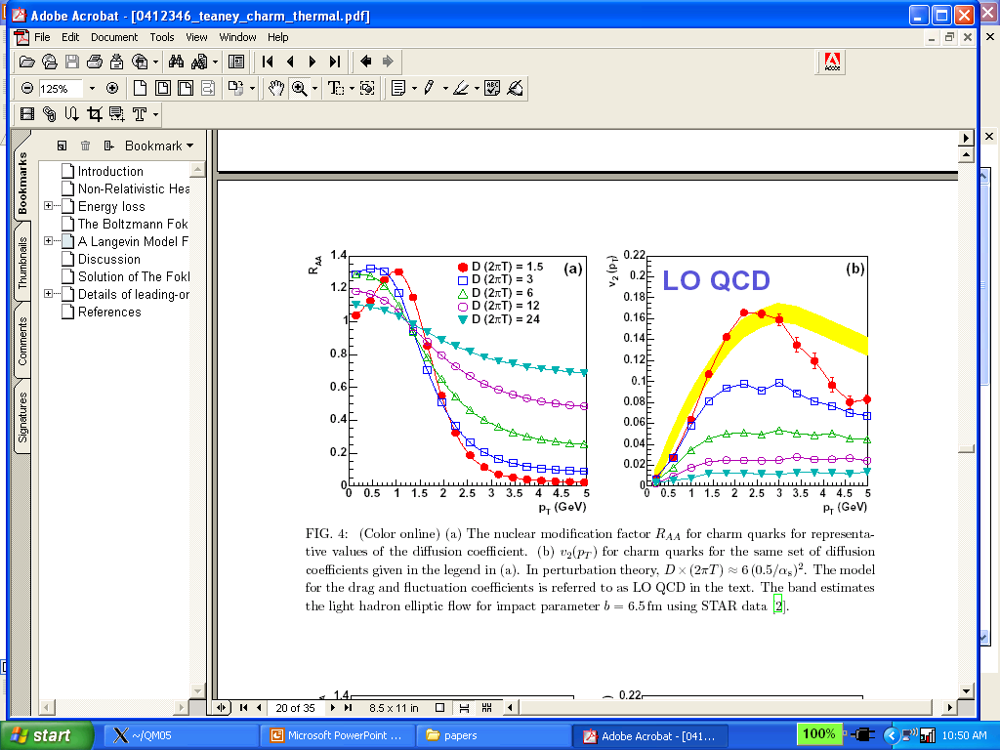 Adobe Acrobat - [0412346_teaney_charm_thermal.pdf]
File Edit Document Tools View Window Help
Adobe
125%
T
ABC
T
Bookmark
Bookmarks
Thumbnails
Comments
Signatures
Introduction
Non-Relativistic Hea
Energy loss
The Boltzmann Fok
A Langevin Model F
Discussion
Solution of The Fokl
Details of leading-or
References
R_AA
1.4
1.2
1
0.8
0.6
0.4
0.2
0
0 0.5 1 1.5 2 2.5 3 3.5 4 4.5 5
p_T (GeV)
D (2πT) = 1.5
D (2πT) = 3
D (2πT) = 6
D (2πT) = 12
D (2πT) = 24
(a)
v_2(p_T)
0.22
0.2
0.18
0.16
0.14
0.12
0.1
0.08
0.06
0.04
0.02
0
0 0.5 1 1.5 2 2.5 3 3.5 4 4.5 5
p_T (GeV)
LO QCD
(b)
FIG. 4: (Color online) (a) The nuclear modification factor R_AA for charm quarks for representa-
tive values of the diffusion coefficient. (b) v_2(p_T) for charm quarks for the same set of diffusion
coefficients given in the legend in (a). In perturbation theory, D × (2πT) ≈ 6 (0.5/α_s)^2. The model
for the drag and fluctuation coefficients is referred to as LO QCD in the text. The band estimates
the light hadron elliptic flow for impact parameter b = 6.5 fm using STAR data [2].
1.4
0.22
20 of 35 8.5 x 11 in
start
~/QM05
Microsoft PowerPoint ...
papers
Adobe Acrobat - [041...
100%
10:50 AM